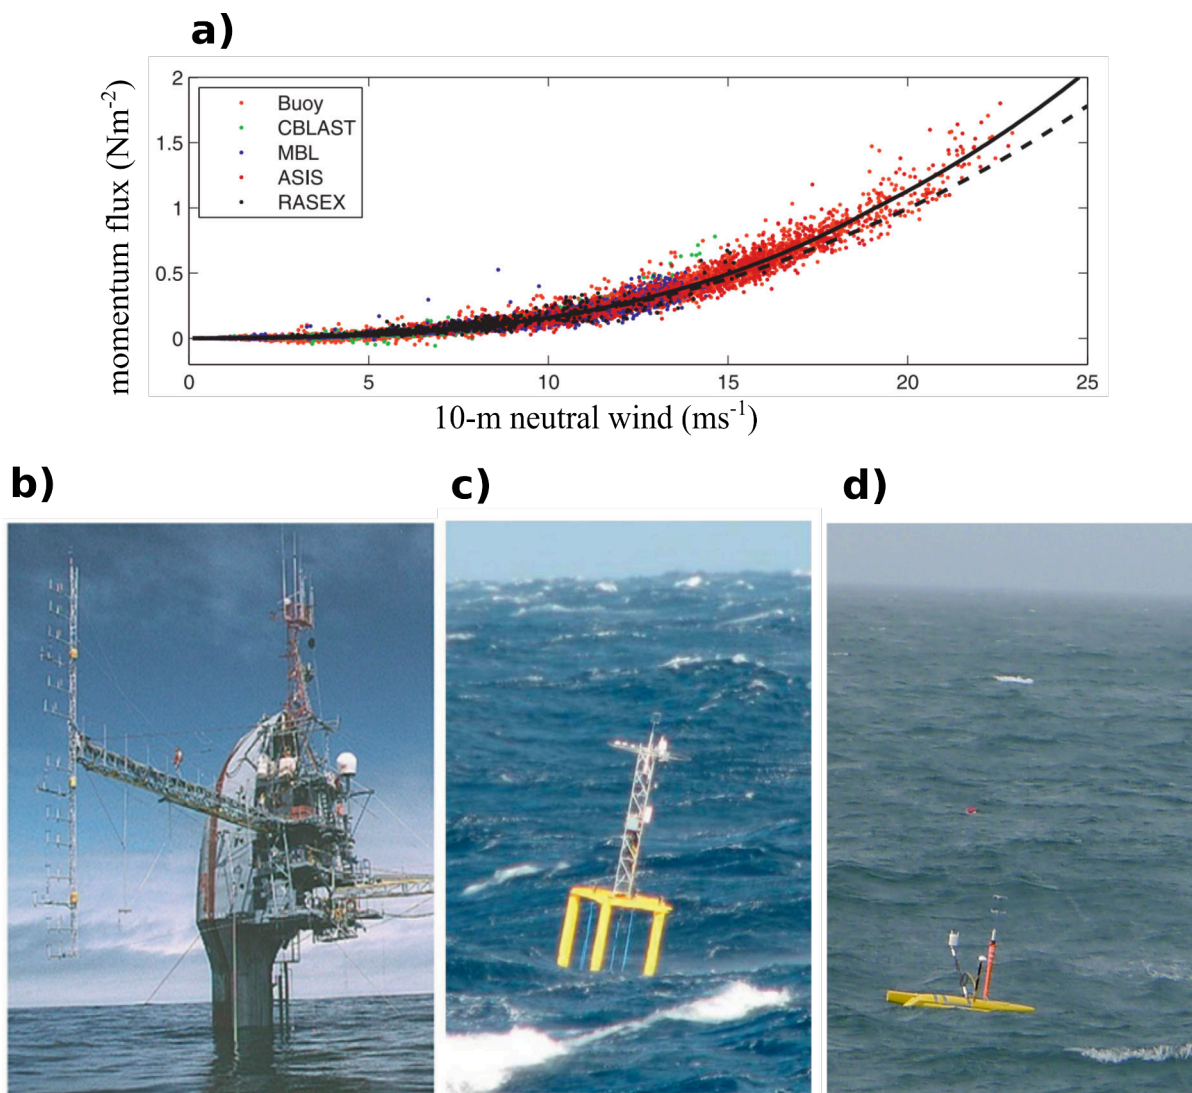 a)
momentum flux (Nm-2)
2
1.5
1
0.5
0
Buoy
CBLAST
MBL
ASIS
RASEX
0 5 10 15 20 25
10-m neutral wind (ms-1)
b) c) d)